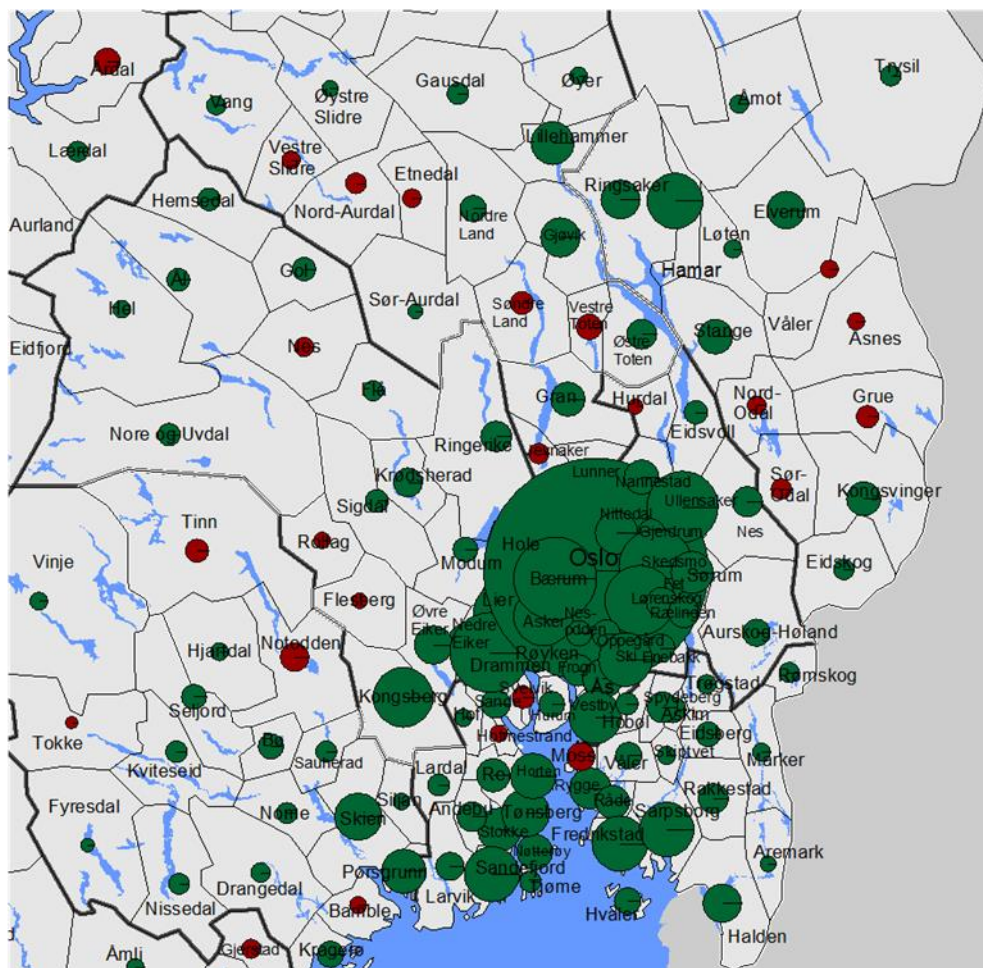 Årdal
Trysil
Gausdal
Øyer
Vang
Øystre
Slidre
Åmot
Lillehammer
Lærdal
Vestre
Slidre
Etnedal
Ringsaker
Hemsedal
Nord-Aurdal
Nordre
Land
Elverum
Aurland
Gjøvik
Løten
Gol
Hamar
Ål
Sør-Aurdal
Søndre
Land
Vestre
Toten
Hol
Østre
Toten
Stange
Våler
Åsnes
Eidfjord
Nes
Flå
Gran
Hurdal
Nord-
Odal
Grue
Eidsvoll
Nore og Uvdal
Ringerike
Jevnaker
Krødsherad
Lunner
Nannestad
Sør-
Odal
Kongsvinger
Sigdal
Ullensaker
Nittedal
Nes
Tinn
Gjerdrum
Rollag
Hole
Oslo
Modum
Skedsmo
Sørum
Eidskog
Vinje
Bærum
Fet
Flesberg
Lier
Lørenskog
Rælingen
Øvre
Eiker
Nedre
Eiker
Asker
Nes-
odden
Aurskog-Høland
Hjartdal
Notodden
Oppegård
Røyken
Ski
Enebakk
Drammen
Frogn
Rømskog
Trøgstad
Seljord
Kongsberg
Svelvik
Ås
Sande
Hurum
Vestby
Spydeberg
Askim
Hof
Hobøl
Tokke
Holmestrand
Eidsberg
Bø
Kviteseid
Sauherad
Moss
Våler
Skiptvet
Marker
Lardal
Re
Horten
Rygge
Rakkestad
Fyresdal
Siljan
Råde
Nome
Andebu
Tønsberg
Sarpsborg
Skien
Stokke
Fredrikstad
Nøtterøy
Aremark
Drangedal
Porsgrunn
Sandefjord
Nissedal
Larvik
Tjøme
Bamble
Hvaler
Halden
Gjerstad
Kragerø
Åmli
d